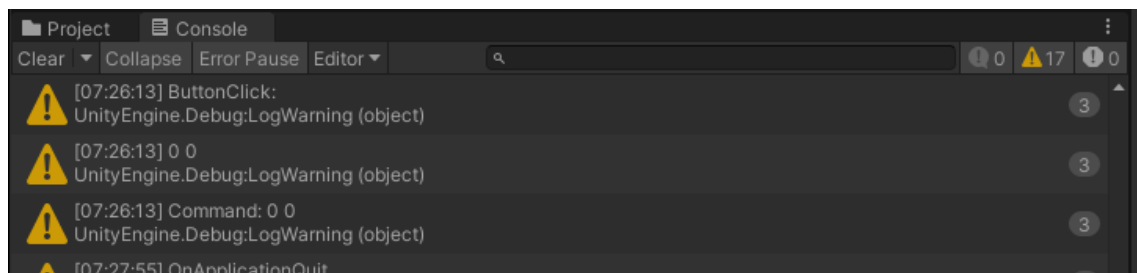 Project Console
Clear Collapse Error Pause Editor 0 17 0
[07:26:13] ButtonClick:
UnityEngine.Debug:LogWarning (object)
3
[07:26:13] 0 0
UnityEngine.Debug:LogWarning (object)
3
[07:26:13] Command: 0 0
UnityEngine.Debug:LogWarning (object)
3
[07:27:55] OnApplicationQuit